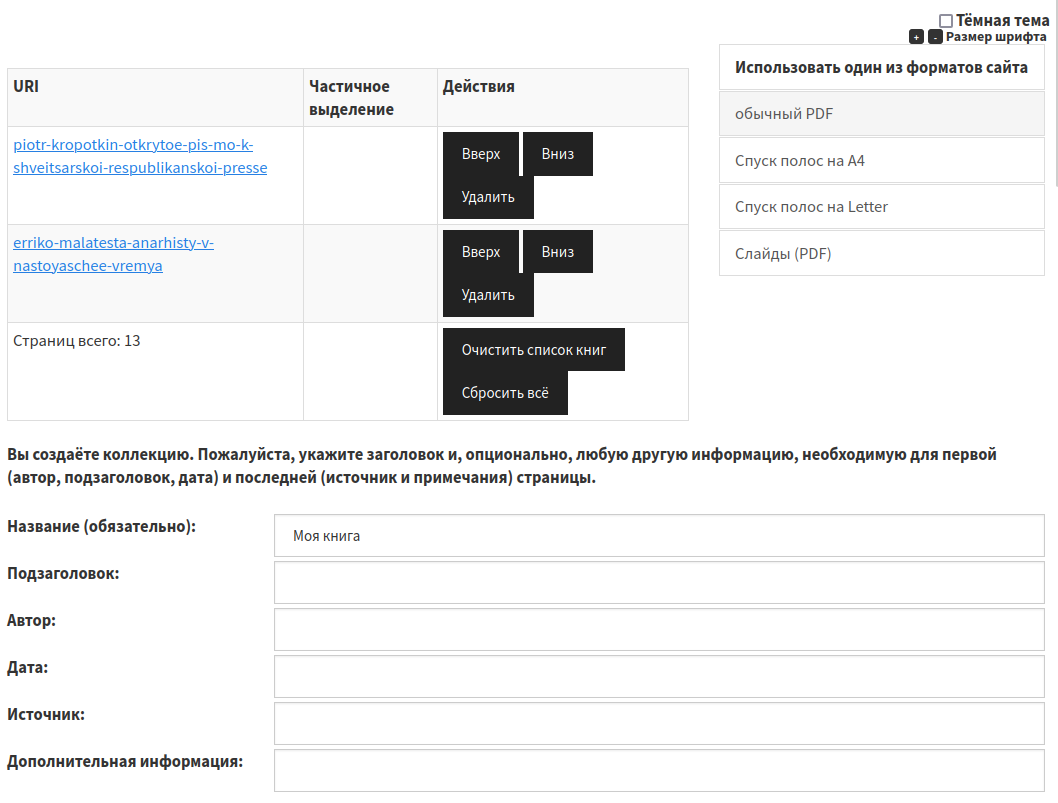 Тёмная тема
+ - Размер шрифта
Использовать один из форматов сайта
обычный PDF
Спуск полос на A4
Спуск полос на Letter
Слайды (PDF)
URI
Частичное
выделение
Действия
piotr-kropotkin-otkrytoe-pis-mo-k-
shveitsarskoi-respublikanskoi-presse
Вверх
Вниз
Удалить
erriko-malatesta-anarhisty-v-
nastoyaschee-vremya
Вверх
Вниз
Удалить
Страниц всего: 13
Очистить список книг
Сбросить всё
Вы создаёте коллекцию. Пожалуйста, укажите заголовок и, опционально, любую другую информацию, необходимую для первой
(автор, подзаголовок, дата) и последней (источник и примечания) страницы.
Название (обязательно):
Моя книга
Подзаголовок:
Автор:
Дата:
Источник:
Дополнительная информация: